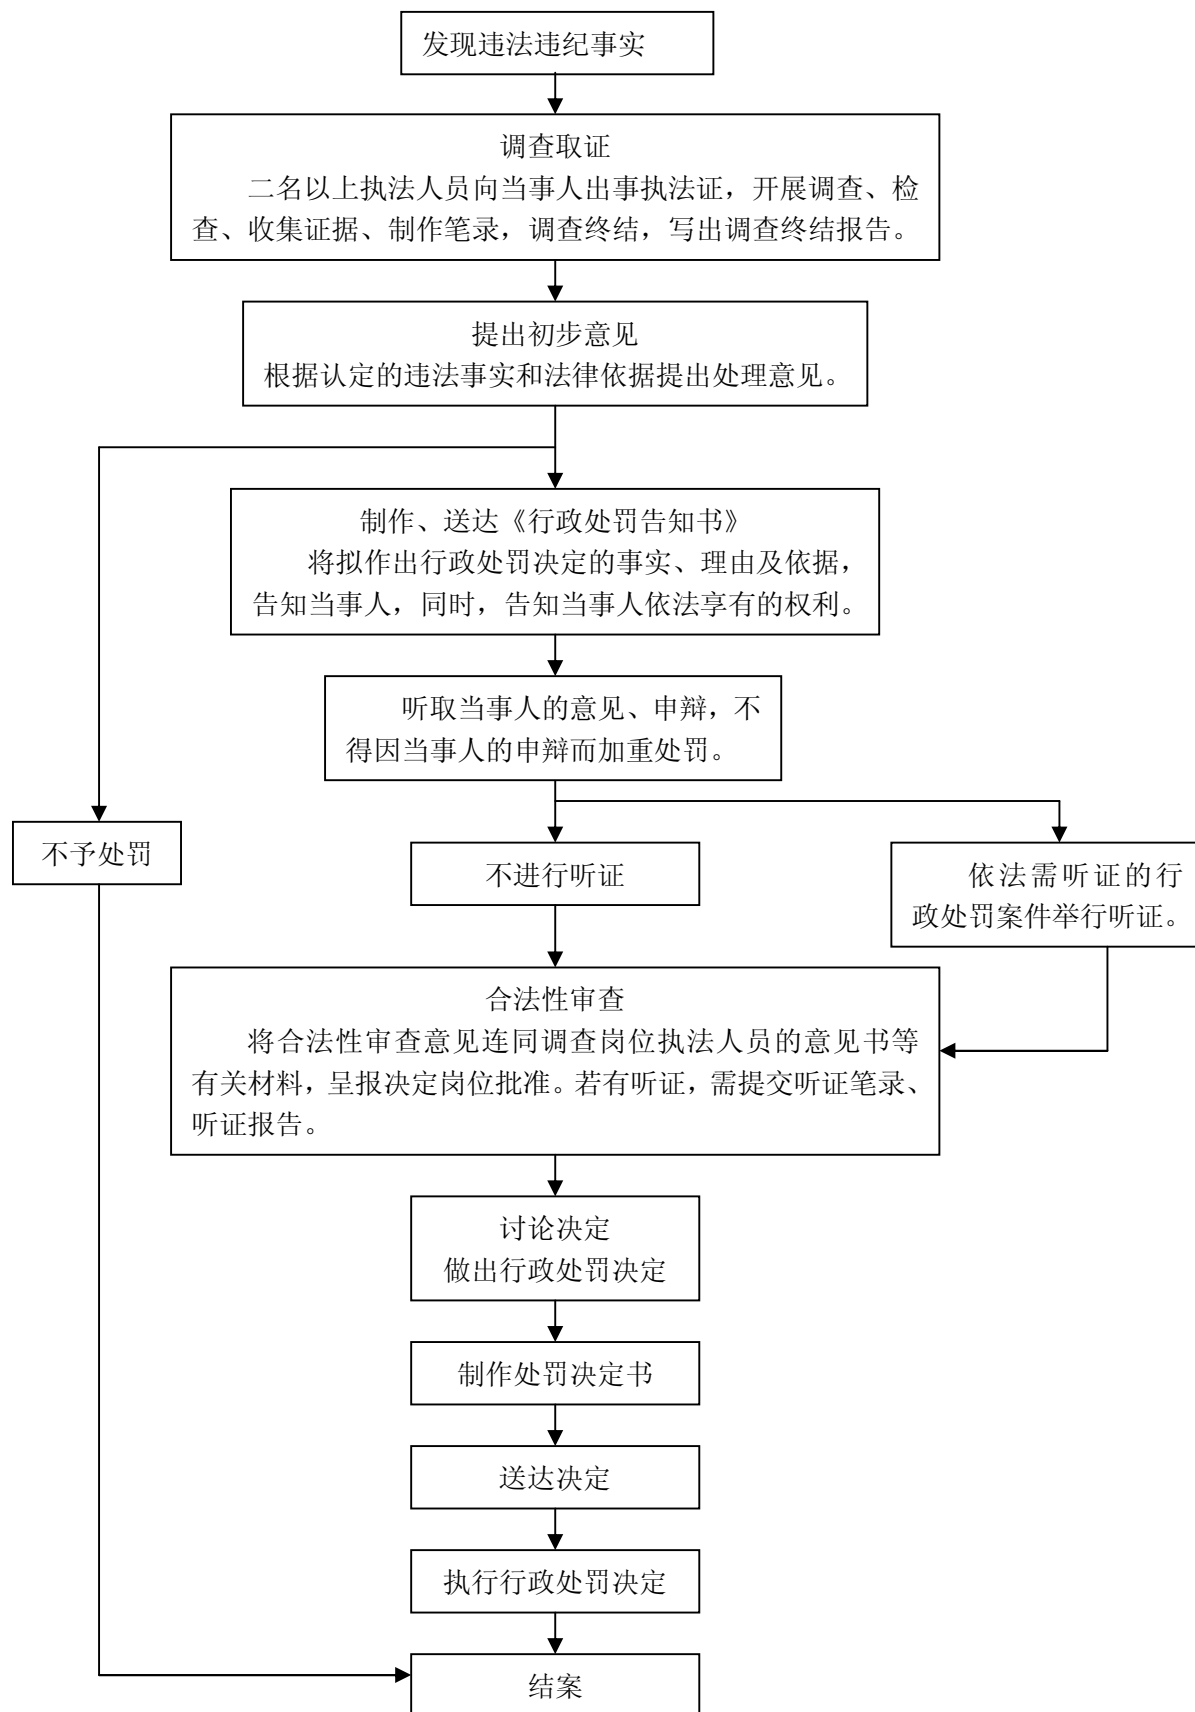 发现违法违纪事实
调查取证
二名以上执法人员向当事人出事执法证，开展调查、检
查、收集证据、制作笔录，调查终结，写出调查终结报告。
提出初步意见
根据认定的违法事实和法律依据提出处理意见。
制作、送达《行政处罚告知书》
将拟作出行政处罚决定的事实、理由及依据，
告知当事人，同时，告知当事人依法享有的权利。
听取当事人的意见、申辩，不
得因当事人的申辩而加重处罚。
不予处罚
不进行听证
依法需听证的行
政处罚案件举行听证。
合法性审查
将合法性审查意见连同调查岗位执法人员的意见书等
有关材料，呈报决定岗位批准。若有听证，需提交听证笔录、
听证报告。
讨论决定
做出行政处罚决定
制作处罚决定书
送达决定
执行行政处罚决定
结案